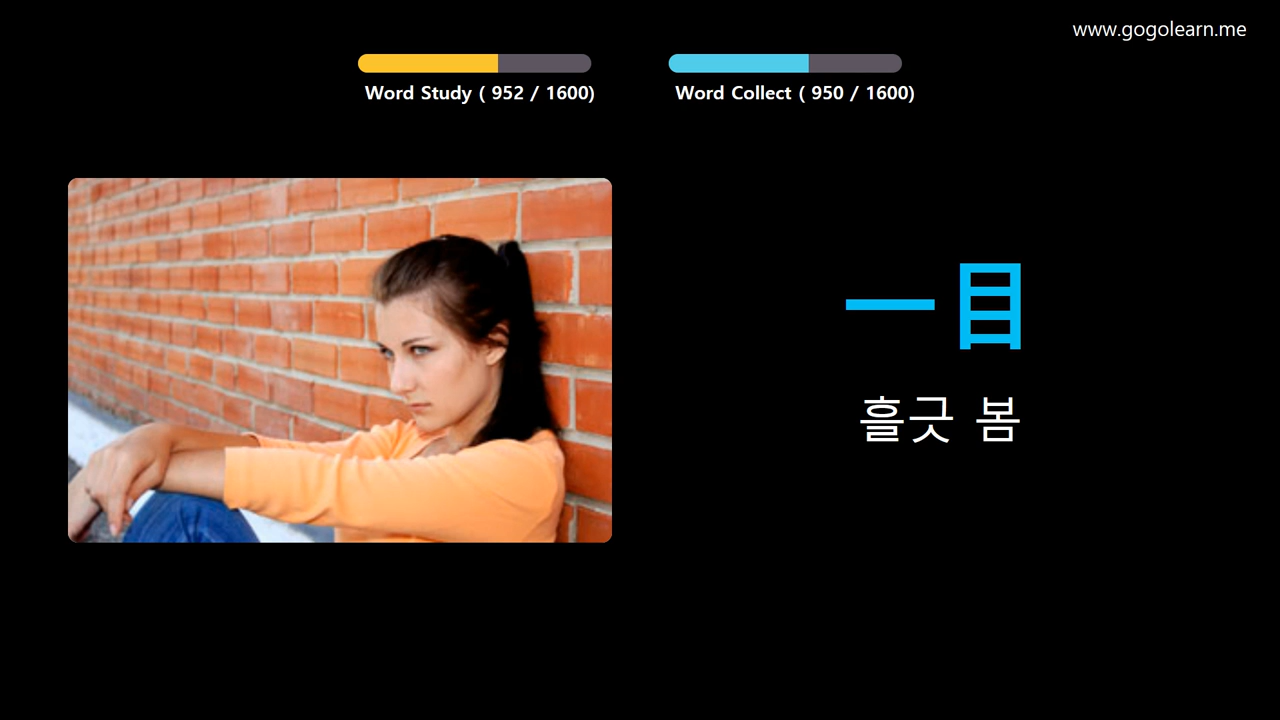 www.gogolearn.me
Word Study ( 952 / 1600)
Word Collect ( 950 / 1600)
一目
흘긋 봄